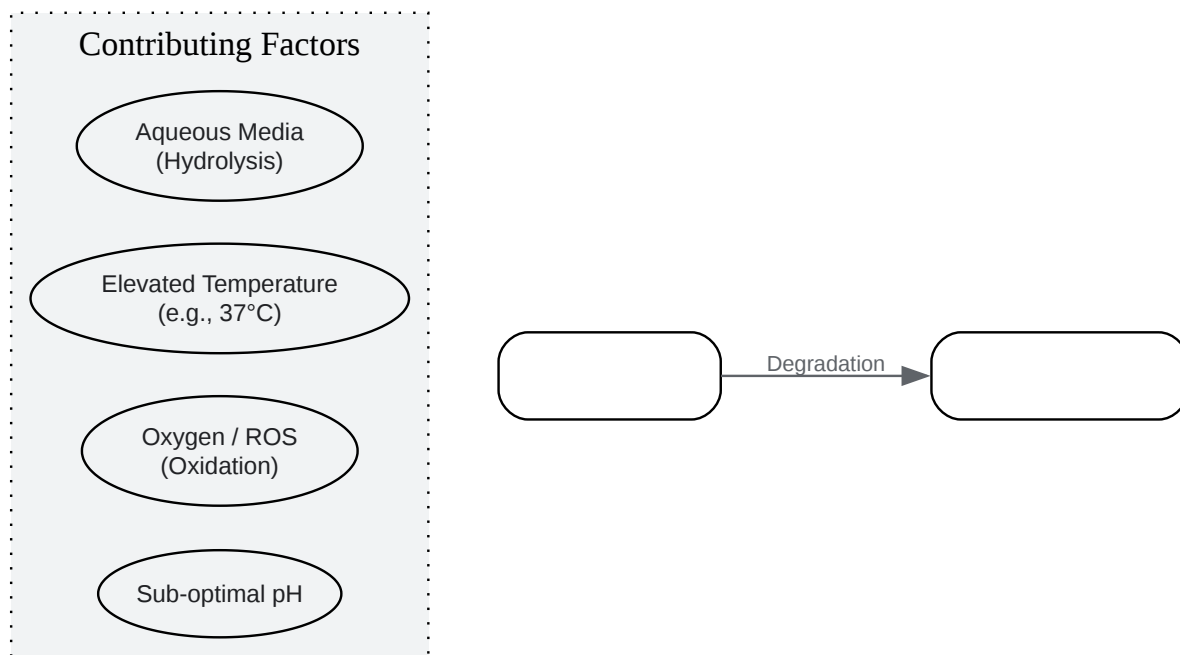 Contributing Factors
Aqueous Media
(Hydrolysis)
Elevated Temperature
(e.g., 37°C)
Oxygen / ROS
(Oxidation)
Sub-optimal pH
Degradation